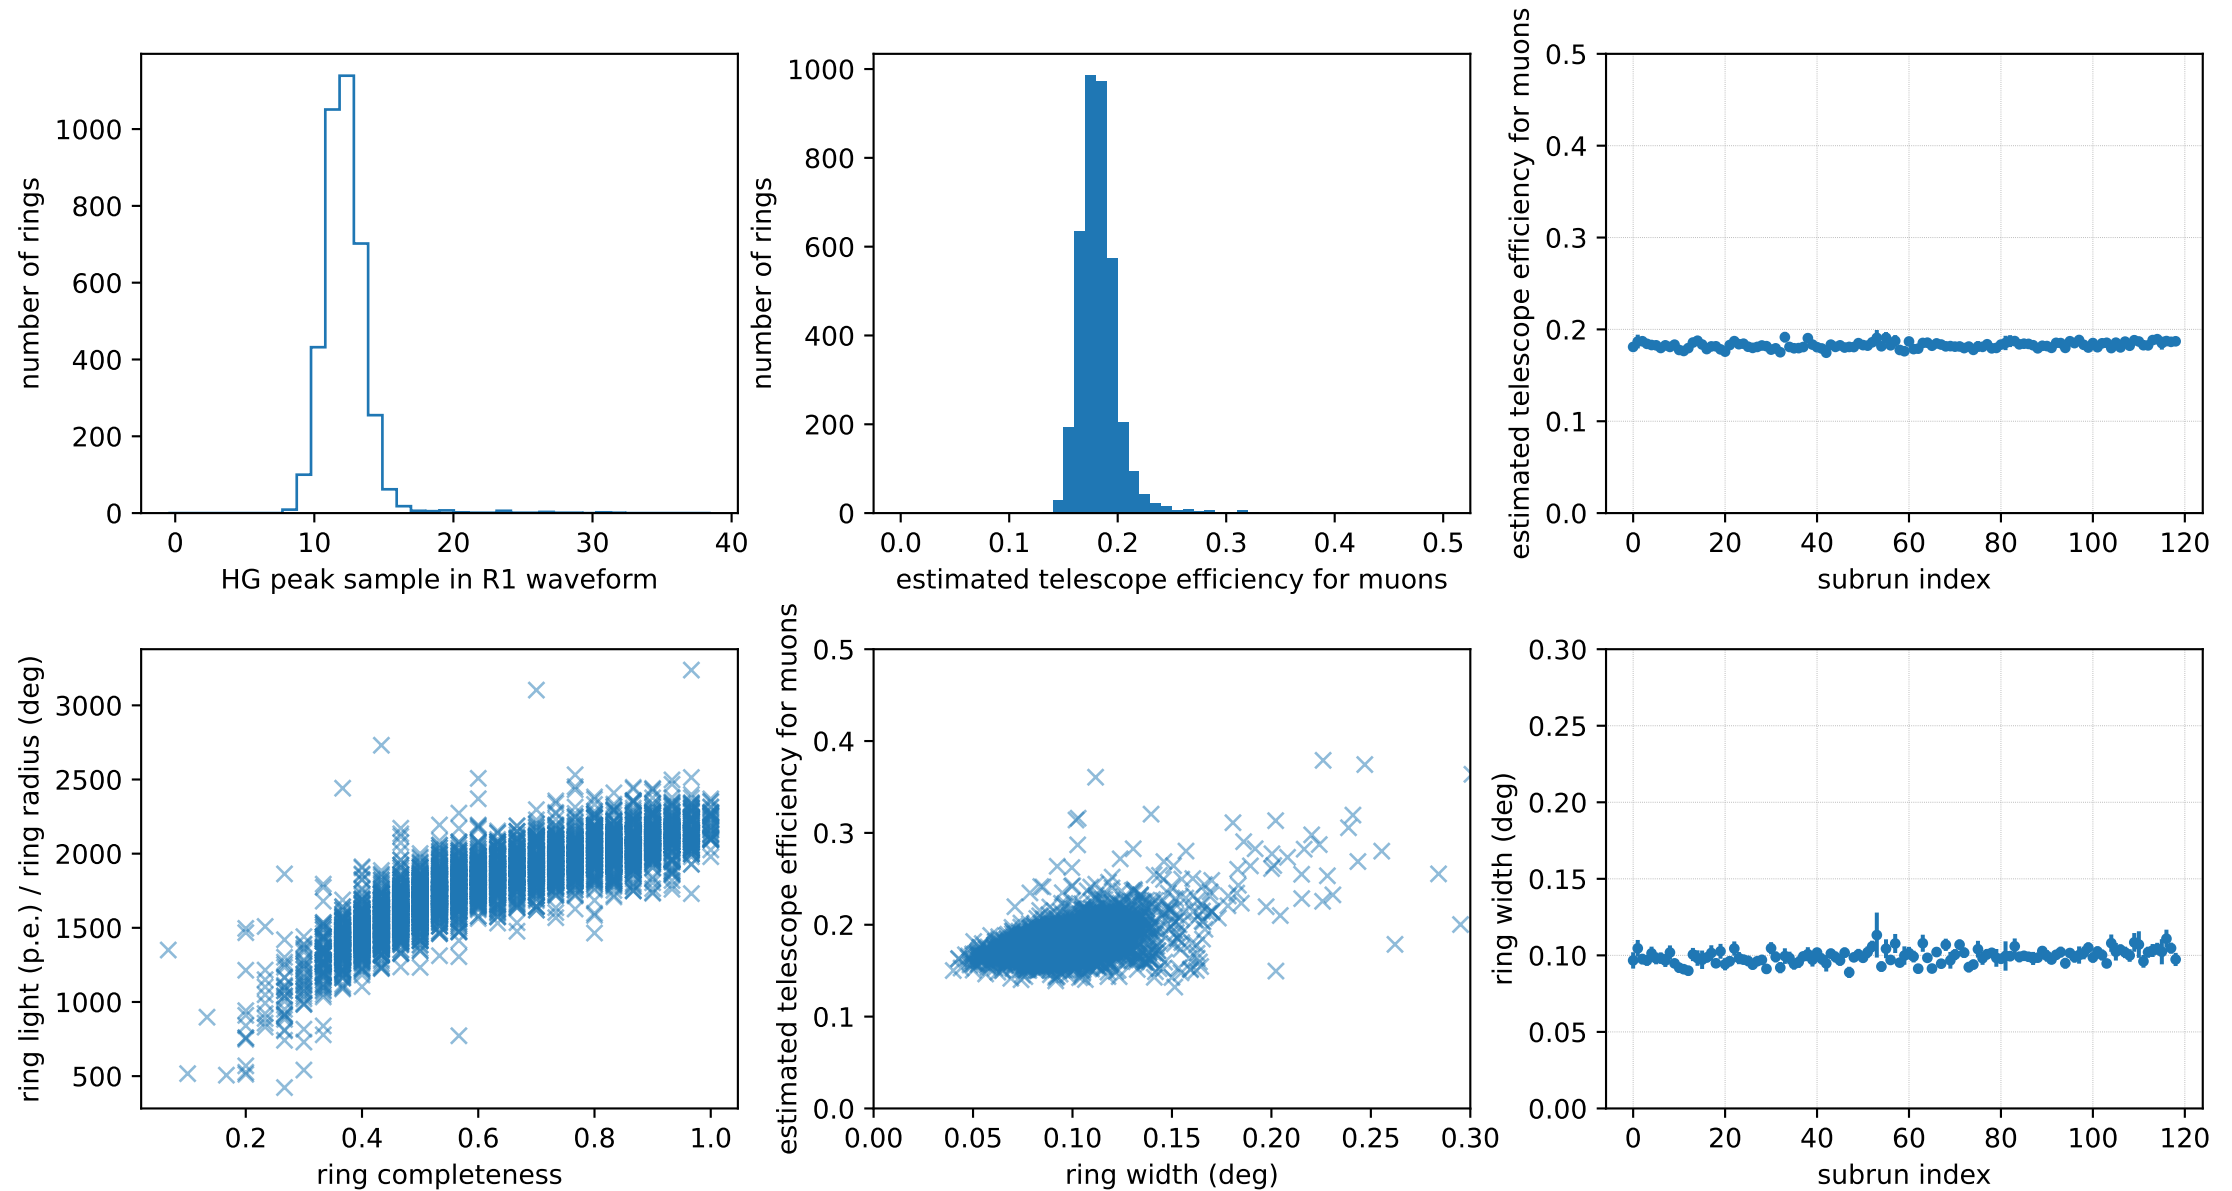 number of rings
1000
800
600
400
200
0
0 10 20 30 40
HG peak sample in R1 waveform
number of rings
1000
800
600
400
200
0
0.0 0.1 0.2 0.3 0.4 0.5
estimated telescope efficiency for muons
estimated telescope efficiency for muons
0.5
0.4
0.3
0.2
0.1
0.0
0 20 40 60 80 100 120
subrun index
ring light (p.e.) / ring radius (deg)
3000
2500
2000
1500
1000
500
0.2 0.4 0.6 0.8 1.0
ring completeness
estimated telescope efficiency for muons
0.5
0.4
0.3
0.2
0.1
0.0
0.00 0.05 0.10 0.15 0.20 0.25 0.30
ring width (deg)
ring width (deg)
0.30
0.25
0.20
0.15
0.10
0.05
0.00
0 20 40 60 80 100 120
subrun index